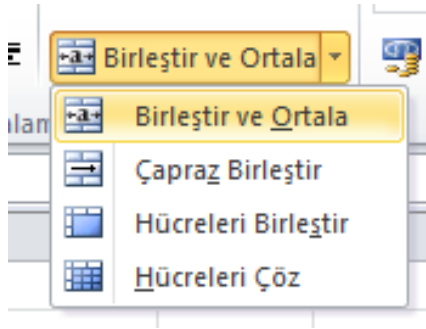 Birleştir ve Ortala
Birleştir ve Ortala
Çapraz Birleştir
Hücreleri Birleştir
Hücreleri Çöz